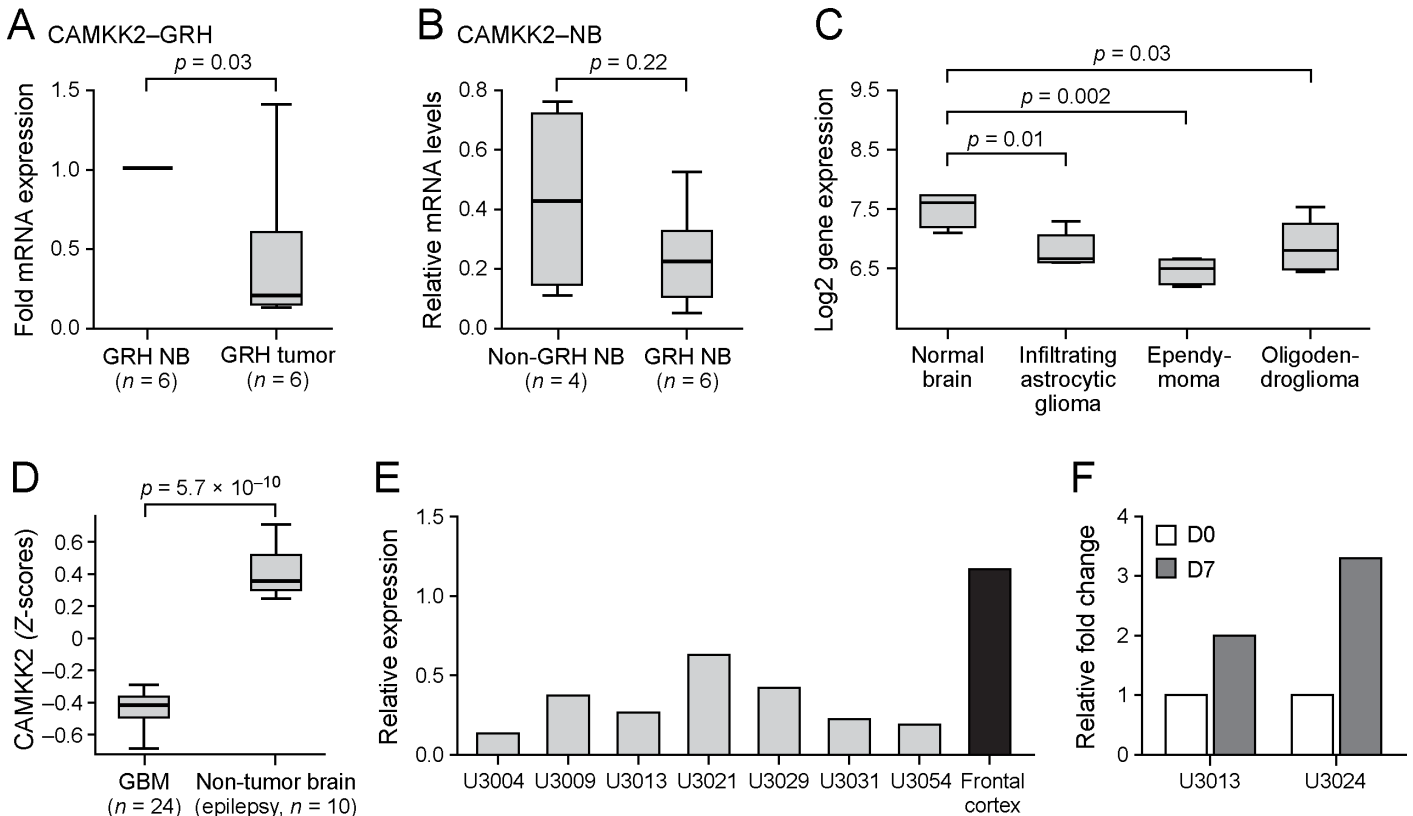 A CAMKK2–GRH
p = 0.03
Fold mRNA expression
1.5
1.0
0.5
0.0
GRH NB
(n = 6)
GRH tumor
(n = 6)
B CAMKK2–NB
p = 0.22
Relative mRNA levels
0.8
0.6
0.4
0.2
0.0
Non-GRH NB
(n = 4)
GRH NB
(n = 6)
C
p = 0.03
p = 0.002
p = 0.01
Log2 gene expression
9.5
8.5
7.5
6.5
Normal
brain
Infiltrating
astrocytic
glioma
Ependy-
moma
Oligoden-
droglioma
D
p = 5.7 × 10⁻¹⁰
CAMKK2 (Z-scores)
0.6
0.4
0.2
0
–0.2
–0.4
–0.6
GBM
(n = 24)
Non-tumor brain
(epilepsy, n = 10)
E
Relative expression
1.5
1.0
0.5
0.0
U3004
U3009
U3013
U3021
U3029
U3031
U3054
Frontal
cortex
F
Relative fold change
4
3
2
1
0
D0
D7
U3013
U3024